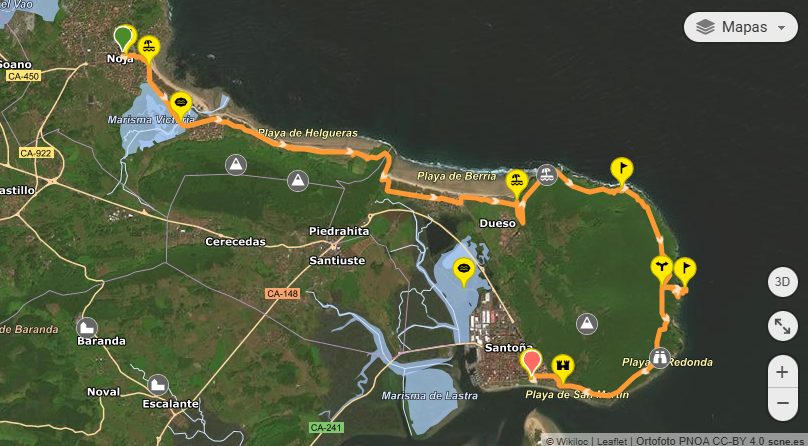 el Vao
Mapas
Noja
Soano
CA-450
Marisma Victoria
Playa de Helgueras
CA-922
Playa de Berria
astillo
Dueso
Piedrahita
Cerecedas
Santiuste
3D
CA-148
de Baranda
Baranda
Santoña
Playa Redonda
Noval
Escalante
Marisma de Lastra
Playa de San Martín
CA-241
© Wikiloc | Leaflet | Ortofoto PNOA CC-BY 4.0 scne.es